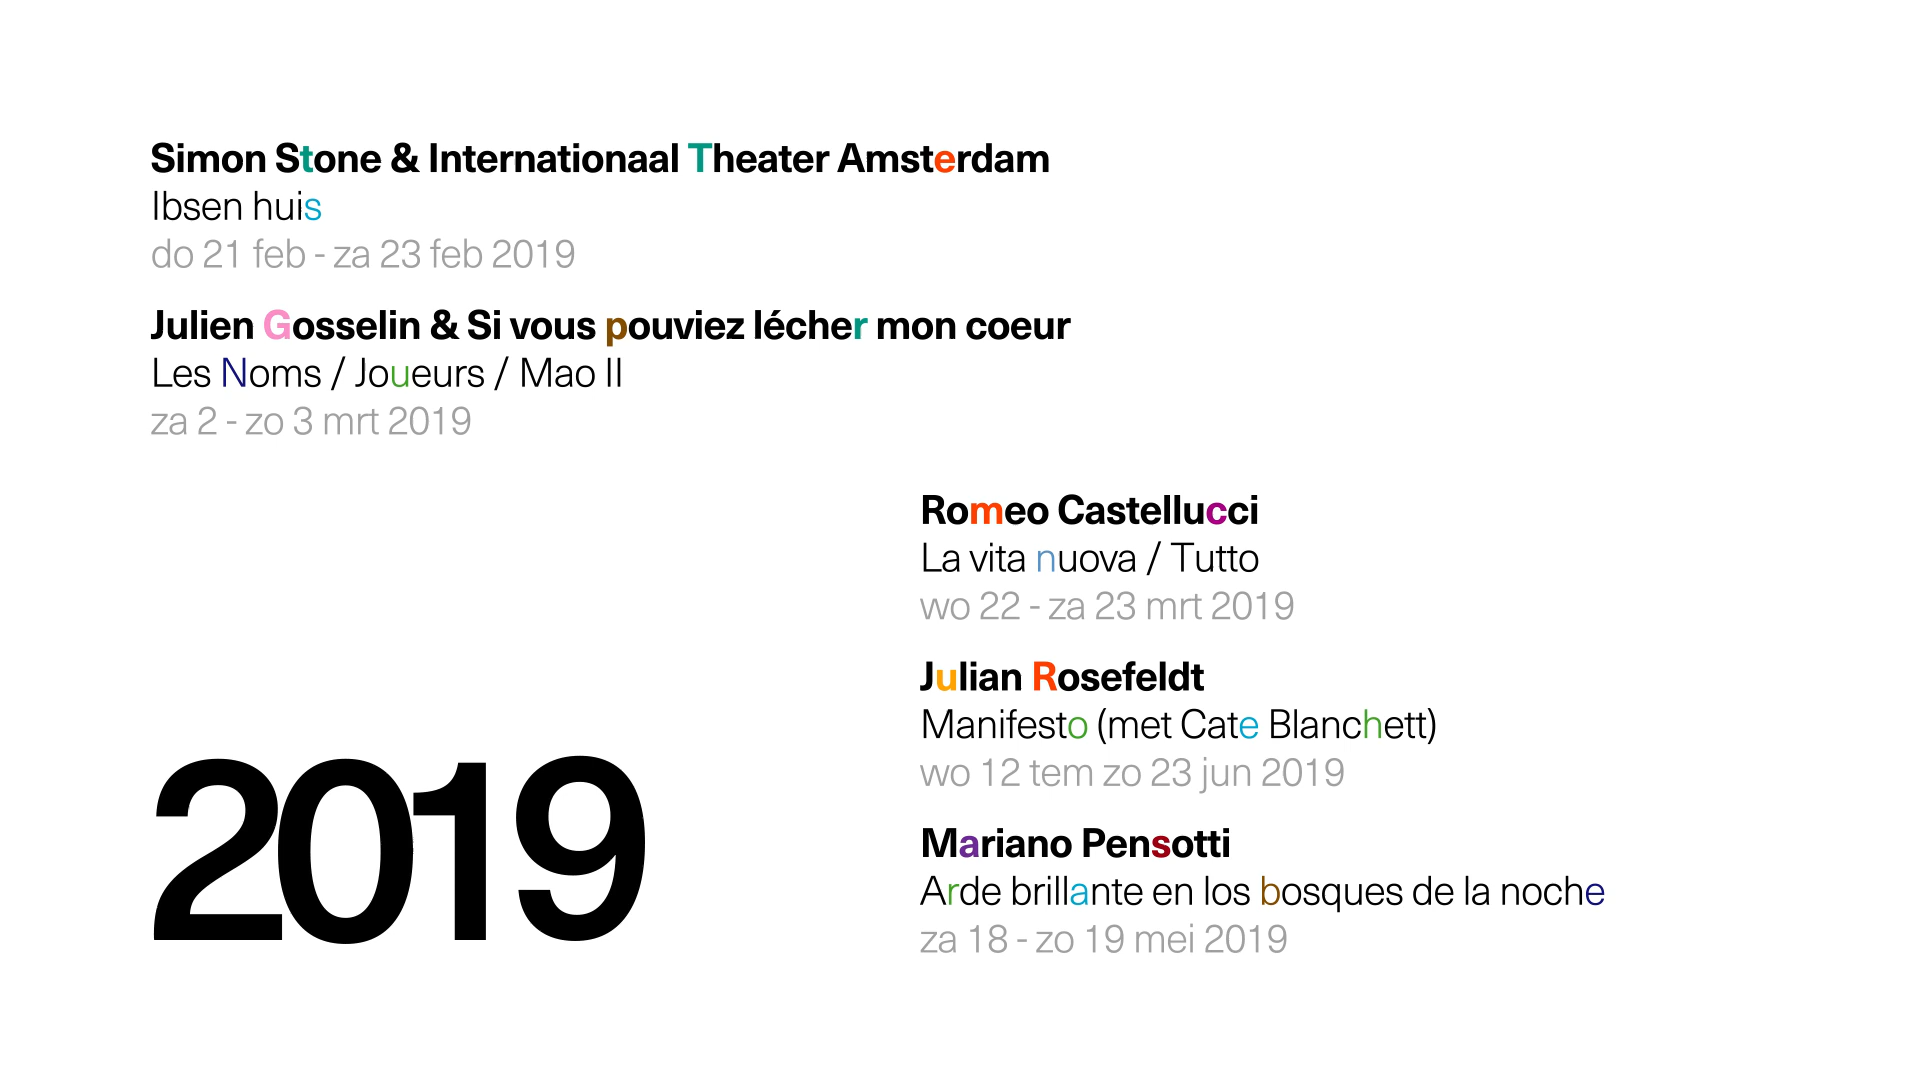 Simon Stone & Internationaal Theater Amsterdam
Ibsen huis
do 21 feb - za 23 feb 2019
Julien Gosselin & Si vous pouviez lécher mon coeur
Les Noms / Joueurs / Mao II
za 2 - zo 3 mrt 2019
Romeo Castellucci
La vita nuova / Tutto
wo 22 - za 23 mrt 2019
Julian Rosefeldt
Manifesto (met Cate Blanchett)
wo 12 tem zo 23 jun 2019
Mariano Pensotti
Arde brillante en los bosques de la noche
za 18 - zo 19 mei 2019
2019